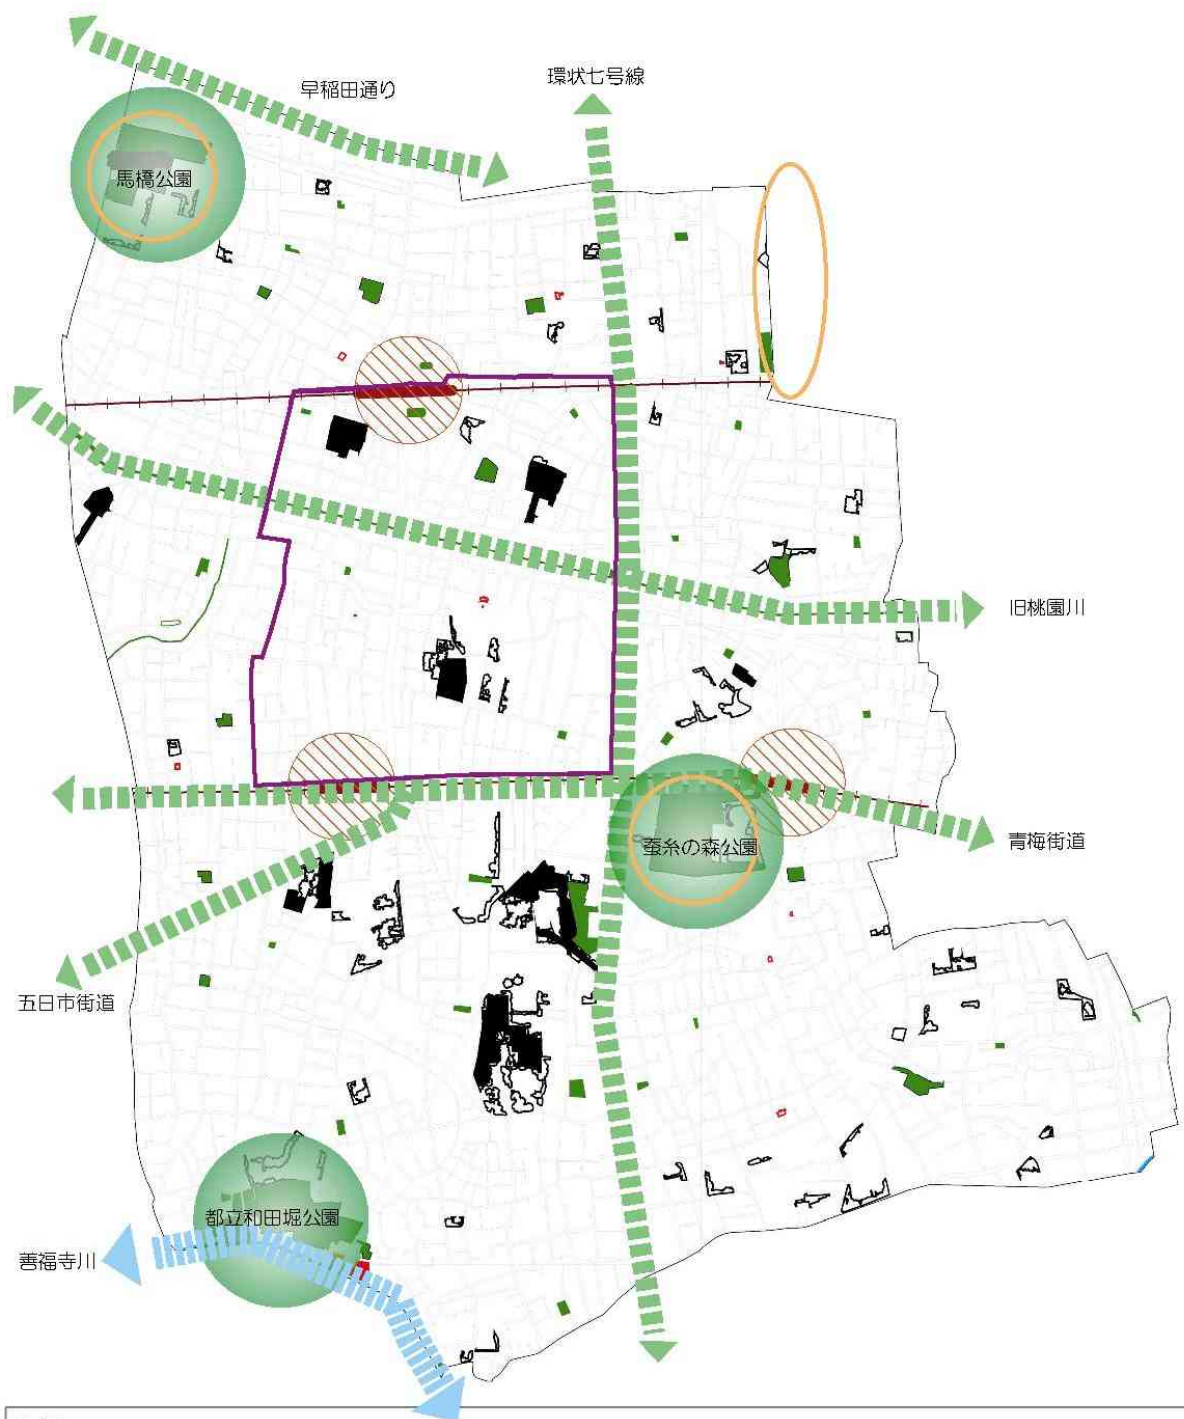 早稲田通り
環状七号線
馬橋公園
旧桃園川
青梅街道
蚕糸の森公園
五日市街道
都立和田堀公園
善福寺川